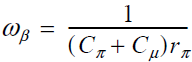 ω_β = 1 / ((C_π + C_μ) r_π)